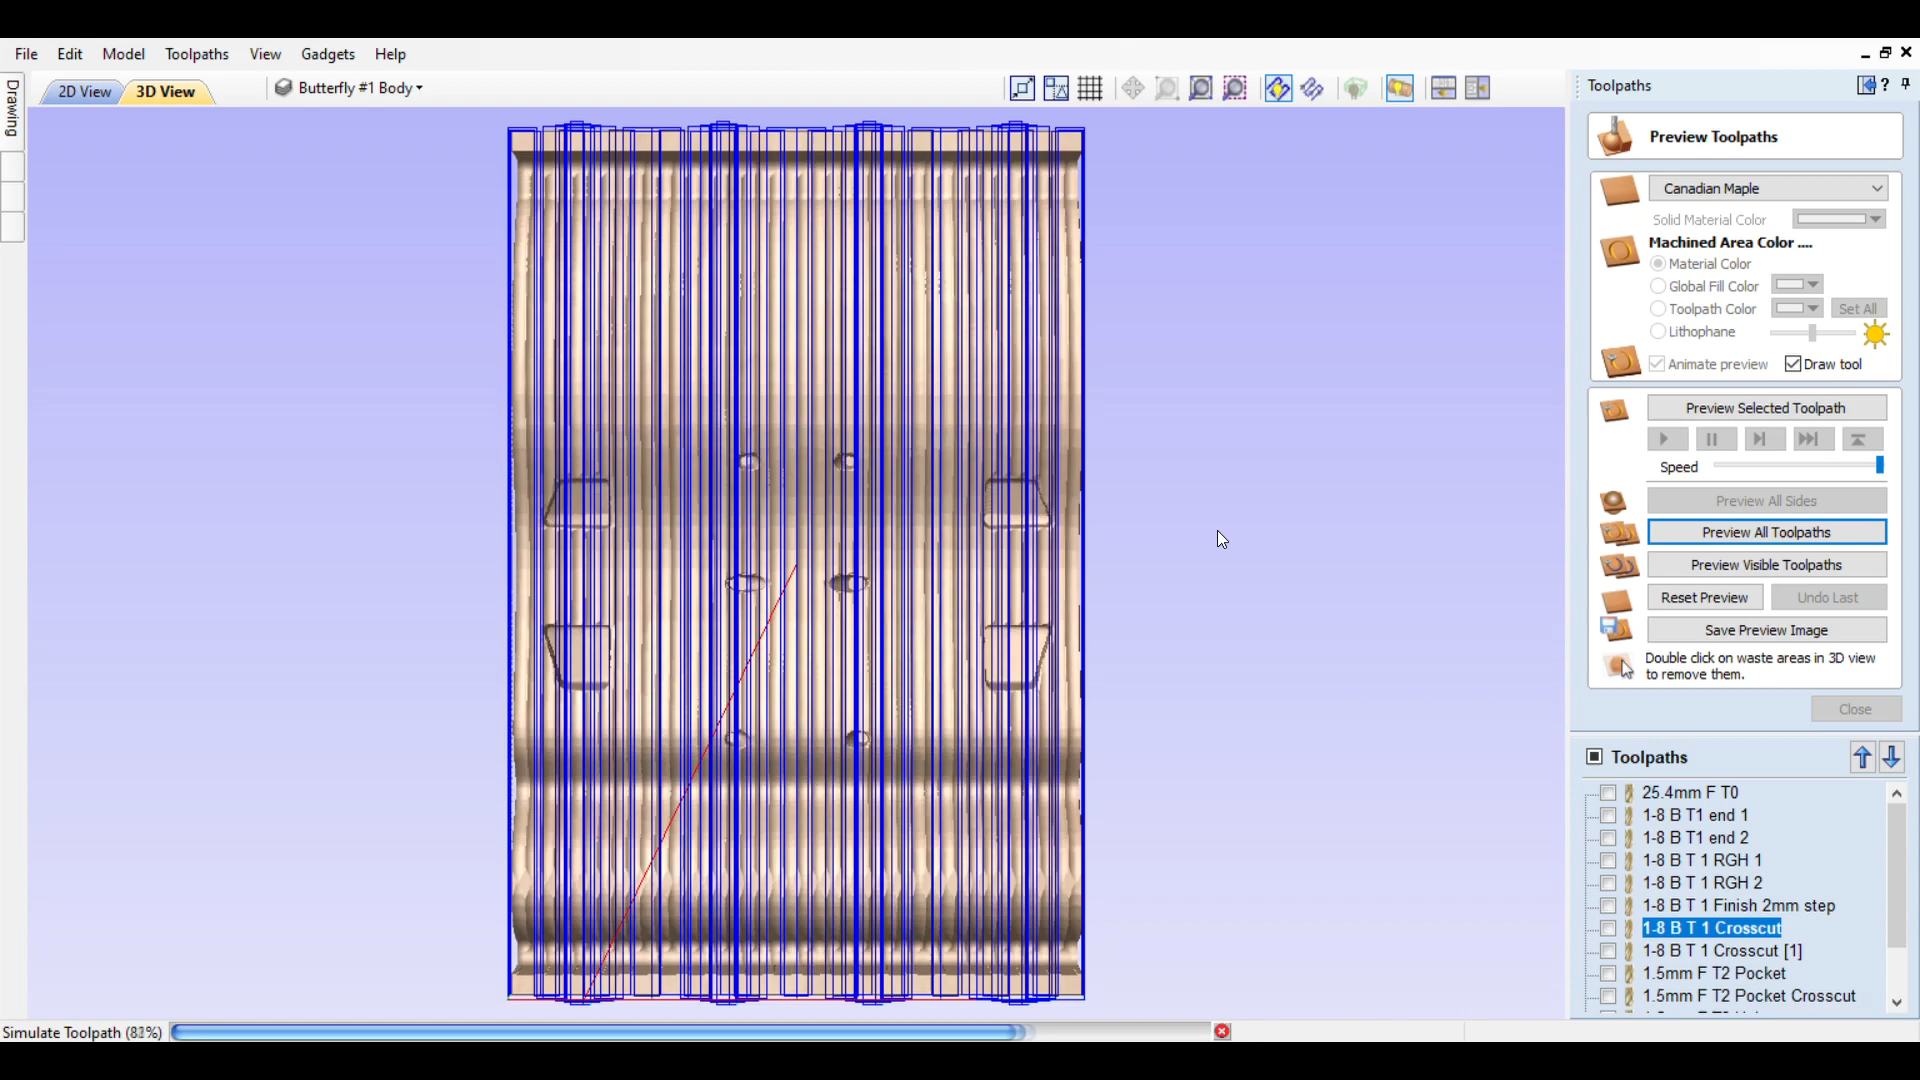 File Edit Model Toolpaths View Gadgets Help
Drawing
2D View 3D View Butterfly #1 Body
Toolpaths
?
Preview Toolpaths
Canadian Maple
Solid Material Color
Machined Area Color ....
Material Color
Global Fill Color
Toolpath Color Set All
Lithophane
Animate preview Draw tool
Preview Selected Toolpath
Speed
Preview All Sides
Preview All Toolpaths
Preview Visible Toolpaths
Reset Preview Undo Last
Save Preview Image
Double click on waste areas in 3D view
to remove them.
Close
Toolpaths
25.4mm F T0
1-8 B T1 end 1
1-8 B T1 end 2
1-8 B T 1 RGH 1
1-8 B T 1 RGH 2
1-8 B T 1 Finish 2mm step
1-8 B T 1 Crosscut
1-8 B T 1 Crosscut [1]
1.5mm F T2 Pocket
1.5mm F T2 Pocket Crosscut
Simulate Toolpath